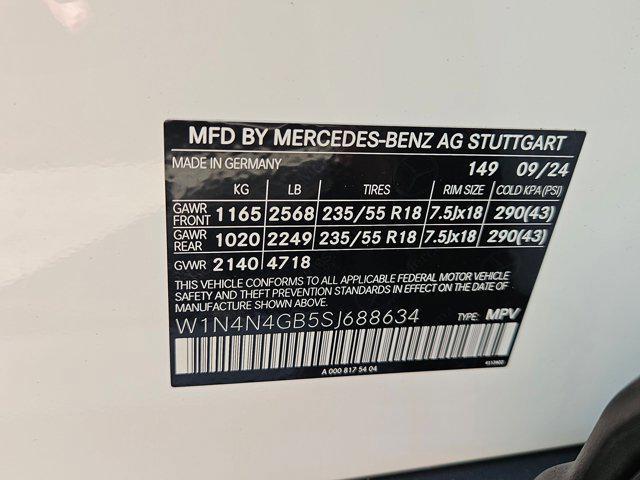 MFD BY MERCEDES-BENZ AG STUTTGART
MADE IN GERMANY 149 09/24
KG LB TIRES RIM SIZE COLD KPA(PSI)
GAWR FRONT 1165 2568 235/55 R18 7.5Jx18 290(43)
GAWR REAR 1020 2249 235/55 R18 7.5Jx18 290(43)
GVWR 2140 4718
THIS VEHICLE CONFORMS TO ALL APPLICABLE FEDERAL MOTOR VEHICLE
SAFETY AND THEFT PREVENTION STANDARDS IN EFFECT ON THE DATE OF
MANUFACTURE SHOWN ABOVE.
W1N4N4GB5SJ688634 TYPE: MPV
A 000 817 54 04